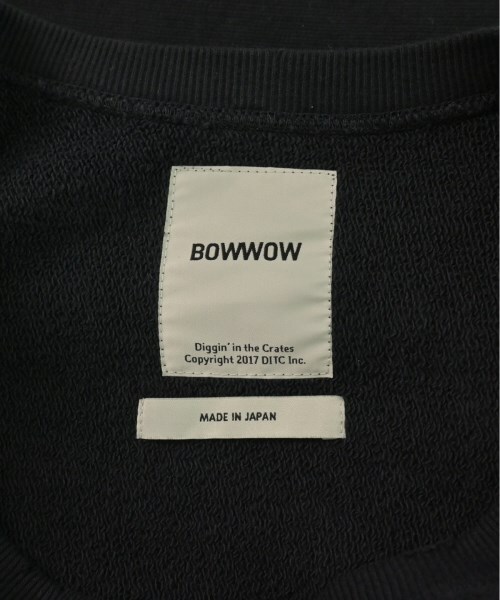 BOWWOW
Diggin' in the Crates
Copyright 2017 DITC Inc.
MADE IN JAPAN